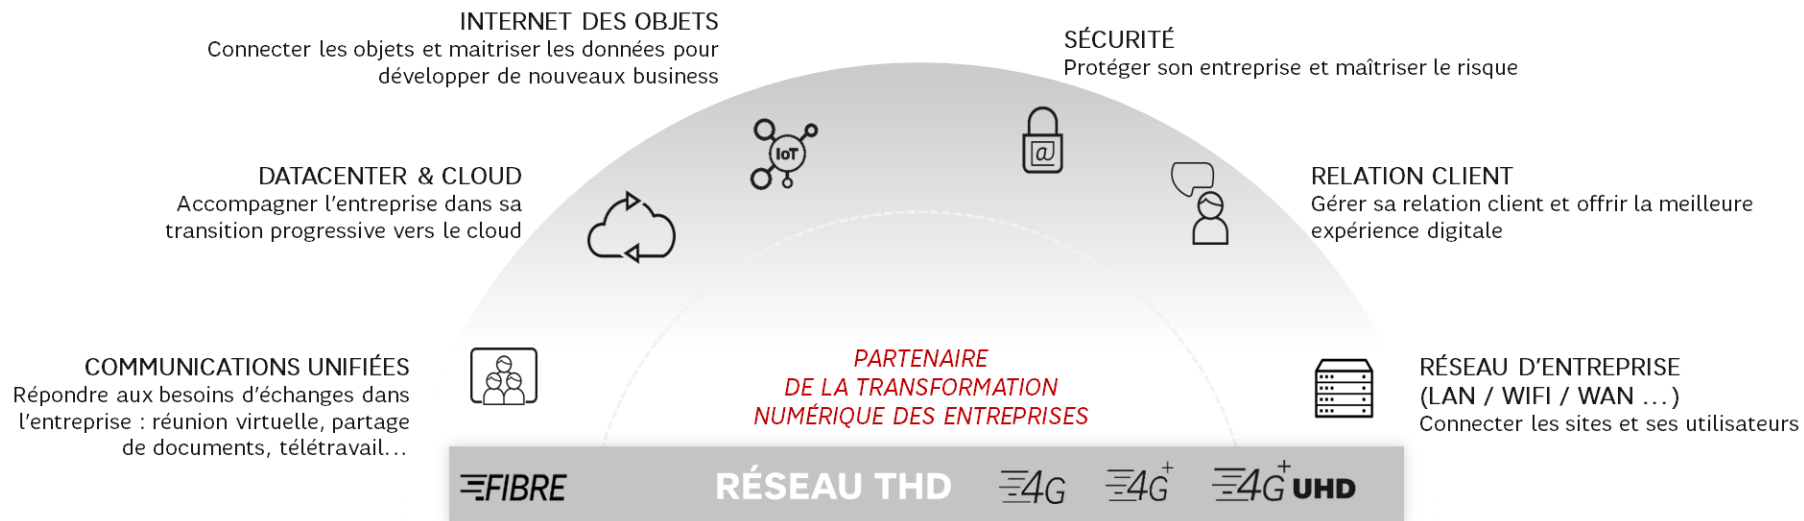 INTERNET DES OBJETS
Connecter les objets et maitriser les données pour
développer de nouveaux business
SÉCURITÉ
Protéger son entreprise et maîtriser le risque
IoT
@
DATACENTER & CLOUD
Accompagner l’entreprise dans sa
transition progressive vers le cloud
RELATION CLIENT
Gérer sa relation client et offrir la meilleure
expérience digitale
COMMUNICATIONS UNIFIÉES
Répondre aux besoins d’échanges dans
l’entreprise : réunion virtuelle, partage
de documents, télétravail...
PARTENAIRE
DE LA TRANSFORMATION
NUMÉRIQUE DES ENTREPRISES
RÉSEAU D’ENTREPRISE
(LAN / WIFI / WAN ...)
Connecter les sites et ses utilisateurs
FIBRE
RÉSEAU THD
4G
4G+
4G+ UHD